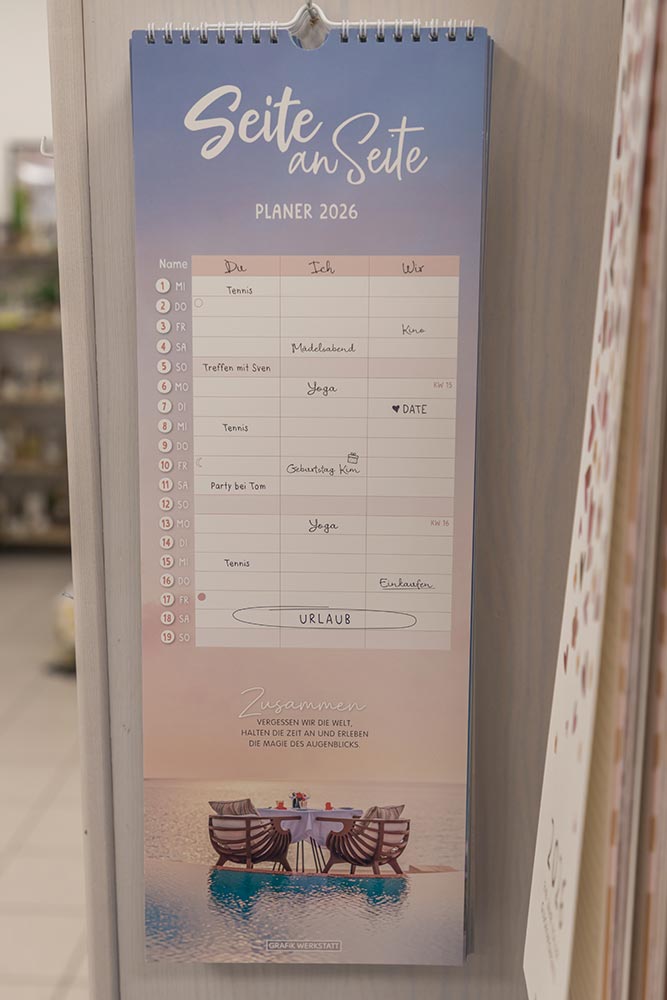 Seite
an Seite
PLANER 2026
Name Du Ich Wir
1 MI Tennis
2 DO
3 FR Kino
4 SA Mädelsabend
5 SO Treffen mit Sven
6 MO Yoga KW 15
7 DI ♥ DATE
8 MI Tennis
9 DO
10 FR Geburtstag Kim
11 SA Party bei Tom
12 SO
13 MO Yoga KW 16
14 DI
15 MI Tennis
16 DO Einkaufen
17 FR
18 SA URLAUB
19 SO
Zusammen
VERGESSEN WIR DIE WELT,
HALTEN DIE ZEIT AN UND ERLEBEN
DIE MAGIE DES AUGENBLICKS.
GRAFIK WERKSTATT
2026